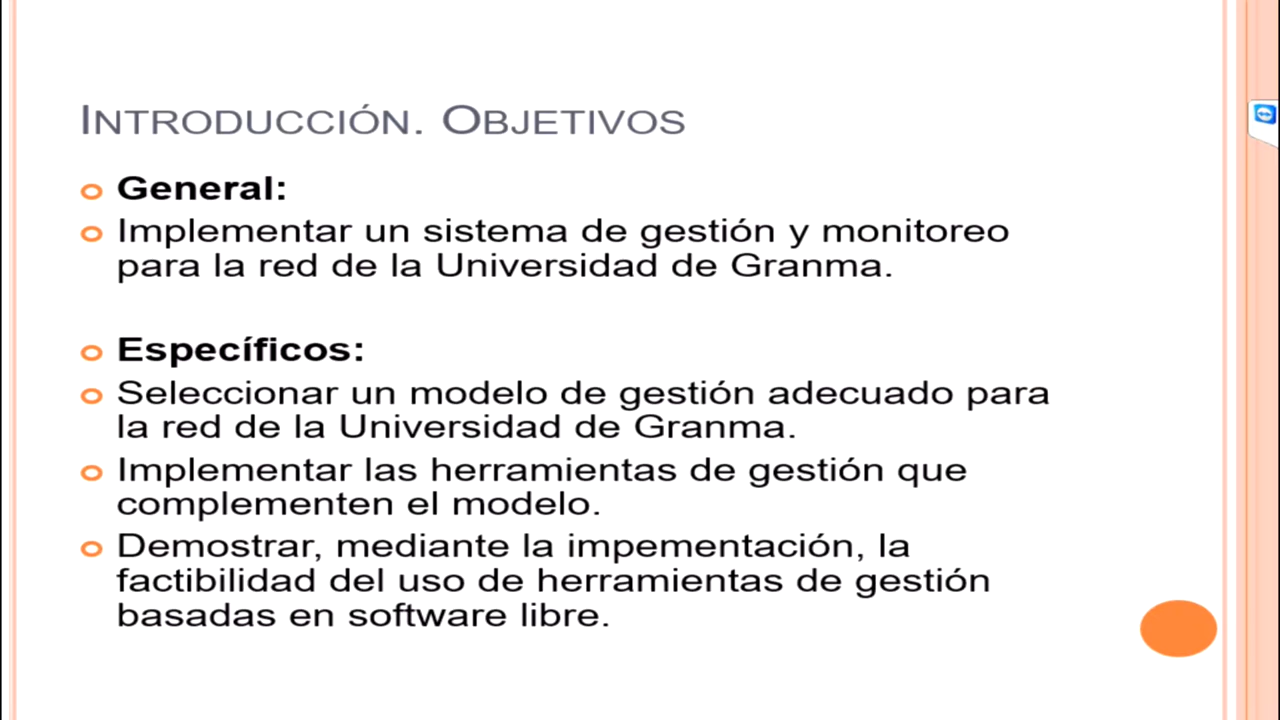 INTRODUCCIÓN. OBJETIVOS
General:
Implementar un sistema de gestión y monitoreo
para la red de la Universidad de Granma.
Específicos:
Seleccionar un modelo de gestión adecuado para
la red de la Universidad de Granma.
Implementar las herramientas de gestión que
complementen el modelo.
Demostrar, mediante la impementación, la
factibilidad del uso de herramientas de gestión
basadas en software libre.